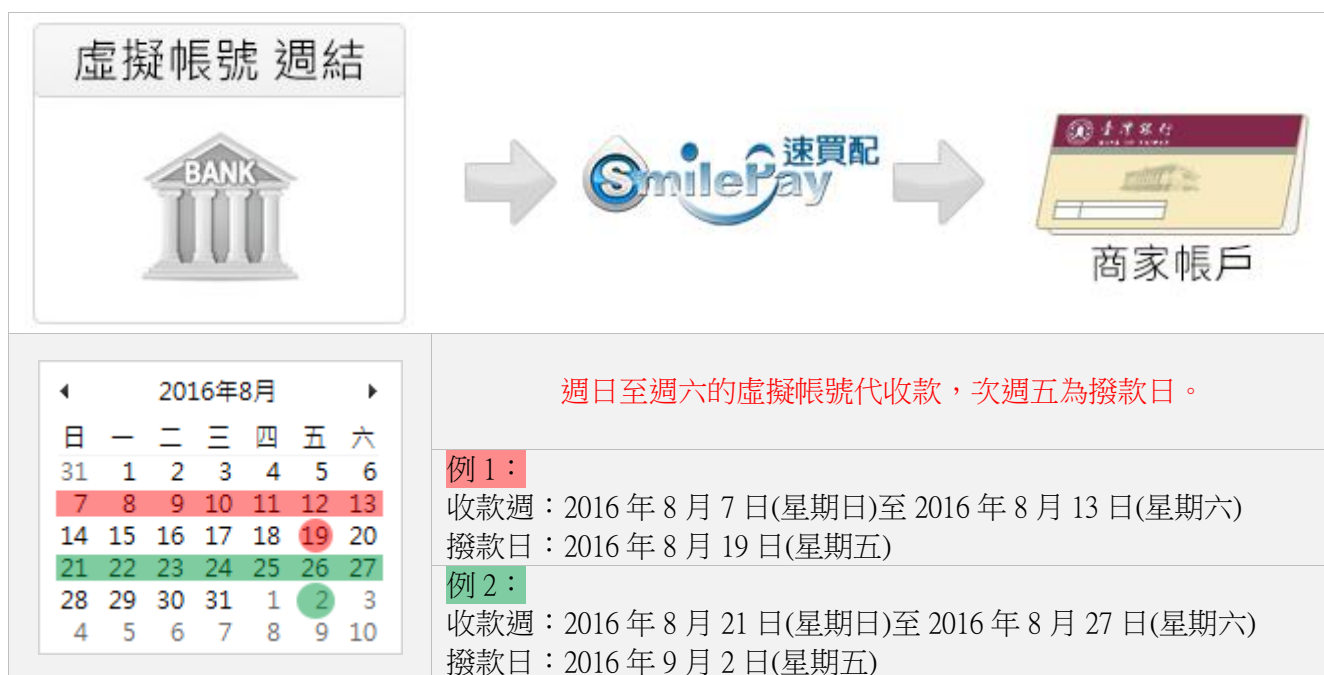 虛擬帳號 週結
BANK
SmilePay 速買配
臺灣銀行
BANK OF TAIWAN
商家帳戶
2016年8月
日 一 二 三 四 五 六
31 1 2 3 4 5 6
7 8 9 10 11 12 13
14 15 16 17 18 19 20
21 22 23 24 25 26 27
28 29 30 31 1 2 3
4 5 6 7 8 9 10
週日至週六的虛擬帳號代收款，次週五為撥款日。
例 1：
收款週：2016 年 8 月 7 日(星期日)至 2016 年 8 月 13 日(星期六)
撥款日：2016 年 8 月 19 日(星期五)
例 2：
收款週：2016 年 8 月 21 日(星期日)至 2016 年 8 月 27 日(星期六)
撥款日：2016 年 9 月 2 日(星期五)